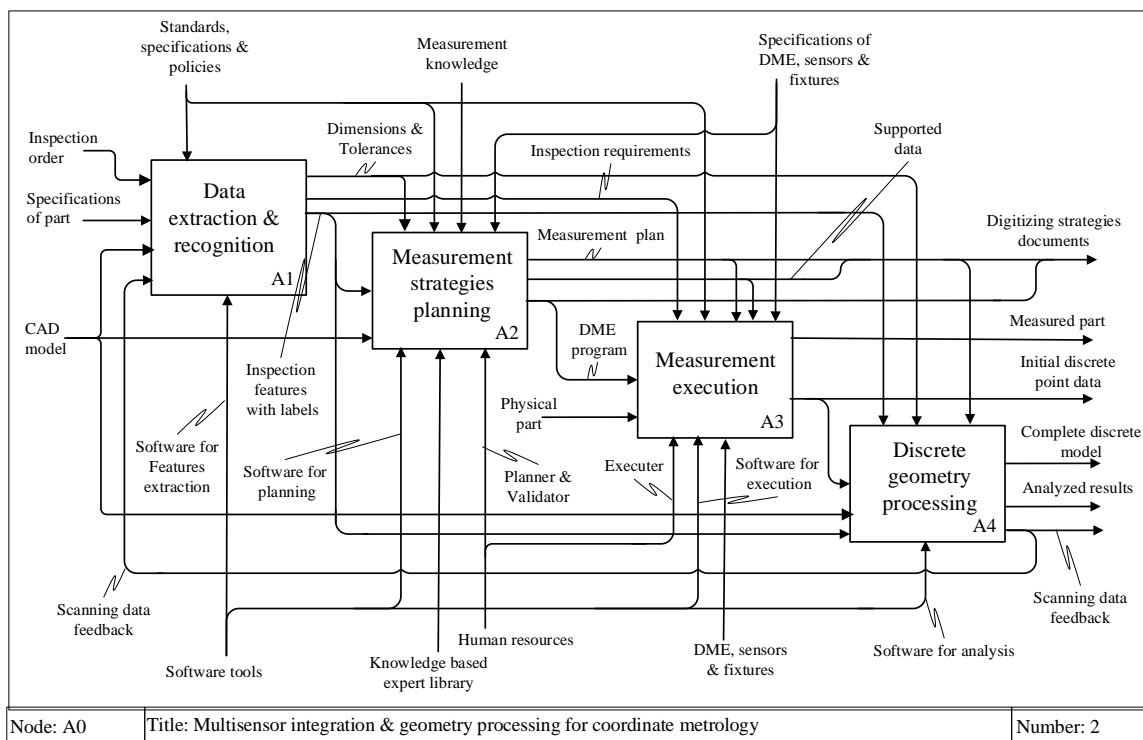 Standards,
specifications &
policies
Measurement
knowledge
Specifications of
DME, sensors &
fixtures
Inspection
order
Dimensions &
Tolerances
Inspection requirements
Supported
data
Specifications
of part
Data
extraction &
recognition
A1
Measurement plan
Digitizing strategies
documents
Measurement
strategies
planning
A2
CAD
model
DME
program
Measured part
Inspection
features
with labels
Measurement
execution
A3
Initial discrete
point data
Physical
part
Software for
Features
extraction
Software for
planning
Planner &
Validator
Executer
Software for
execution
Discrete
geometry
processing
A4
Complete discrete
model
Analyzed results
Scanning data
feedback
Scanning data
feedback
Software tools
Knowledge based
expert library
Human resources
DME, sensors
& fixtures
Software for analysis
Node: A0
Title: Multisensor integration & geometry processing for coordinate metrology
Number: 2